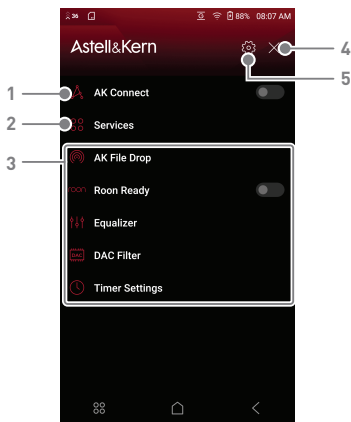 36 88% 08:07 AM
Astell&Kern
4
5
1 AK Connect
2 Services
3 AK File Drop
roon Roon Ready
Equalizer
DAC DAC Filter
Timer Settings